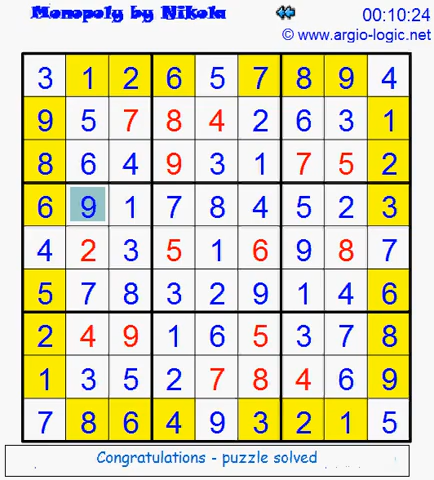 Monopoly by Nikola
00:10:24
© www.argio-logic.net
3 1 2 6 5 7 8 9 4
9 5 7 8 4 2 6 3 1
8 6 4 9 3 1 7 5 2
6 9 1 7 8 4 5 2 3
4 2 3 5 1 6 9 8 7
5 7 8 3 2 9 1 4 6
2 4 9 1 6 5 3 7 8
1 3 5 2 7 8 4 6 9
7 8 6 4 9 3 2 1 5
Congratulations - puzzle solved